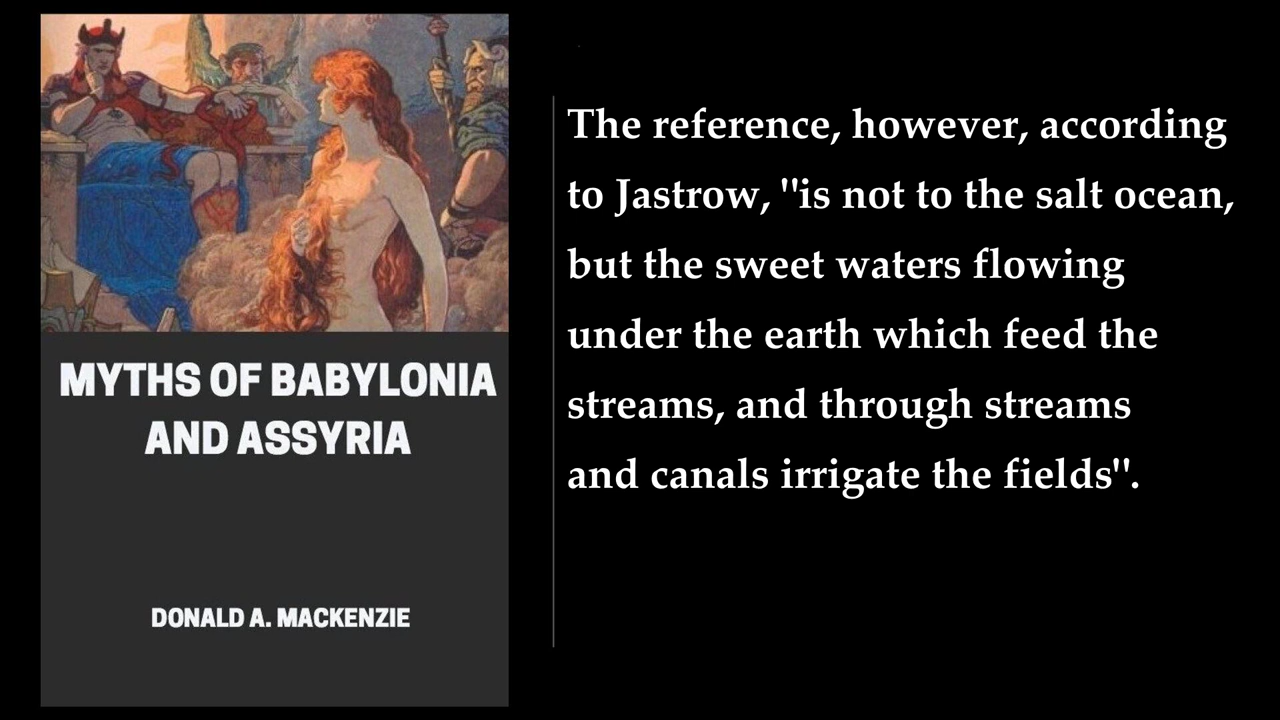 MYTHS OF BABYLONIA
AND ASSYRIA
DONALD A. MACKENZIE
The reference, however, according
to Jastrow, "is not to the salt ocean,
but the sweet waters flowing
under the earth which feed the
streams, and through streams
and canals irrigate the fields".